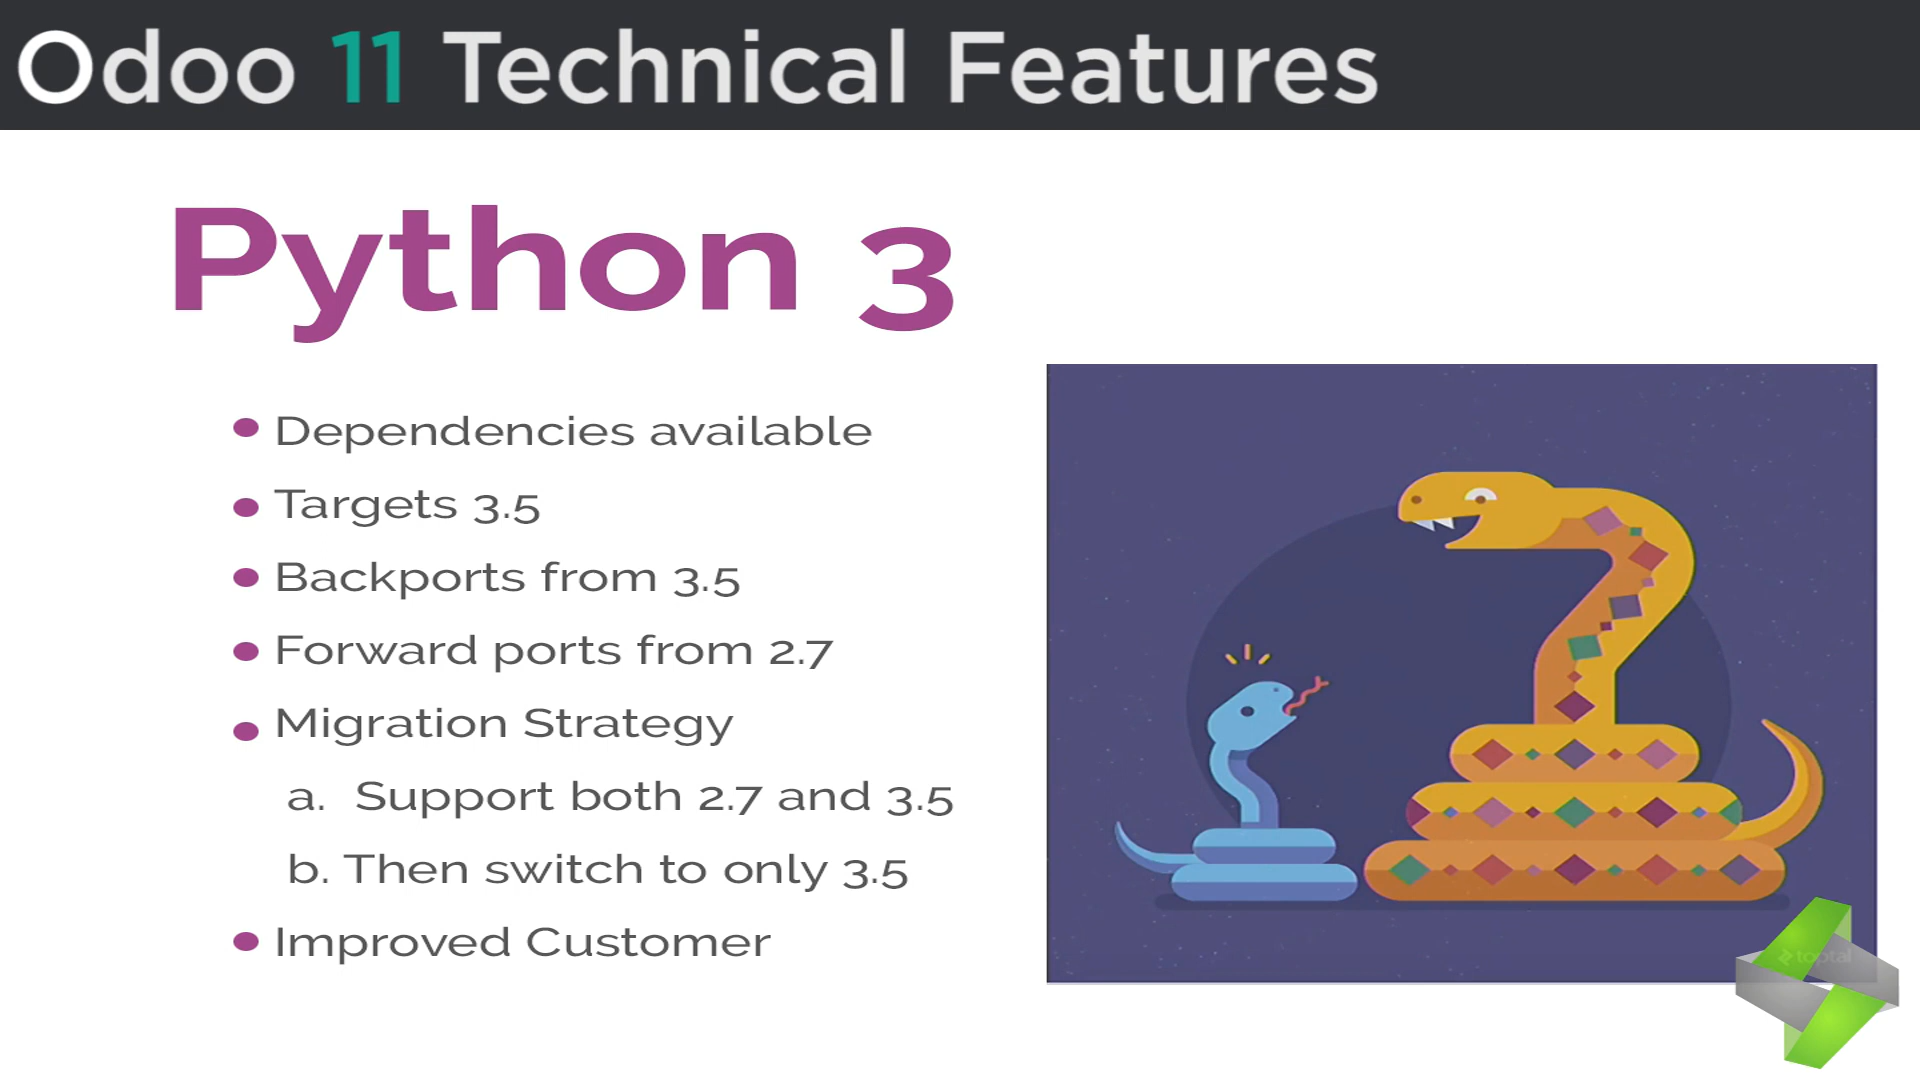 Odoo 11 Technical Features
Python 3
Dependencies available
Targets 3.5
Backports from 3.5
Forward ports from 2.7
Migration Strategy
a. Support both 2.7 and 3.5
b. Then switch to only 3.5
Improved Customer
toptal